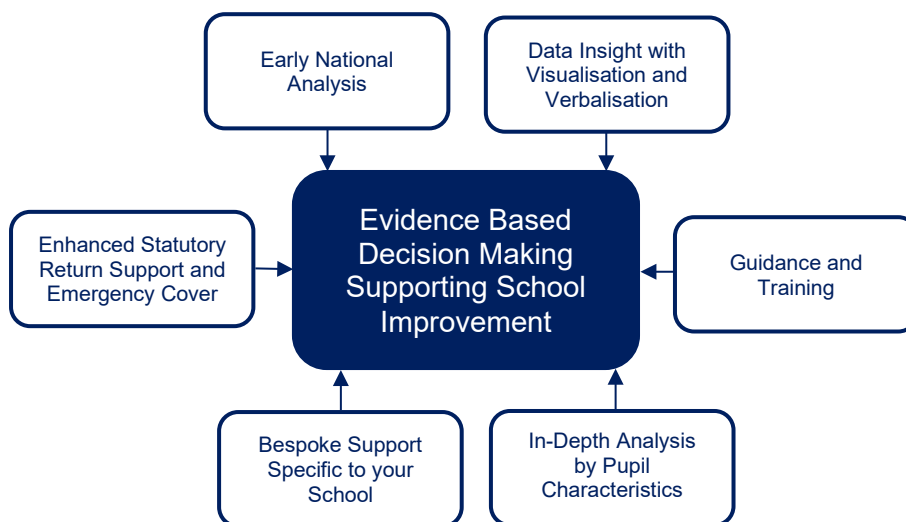 Early National
Analysis
Data Insight with
Visualisation and
Verbalisation
Enhanced Statutory
Return Support and
Emergency Cover
Evidence Based
Decision Making
Supporting School
Improvement
Guidance and
Training
Bespoke Support
Specific to your
School
In-Depth Analysis
by Pupil
Characteristics